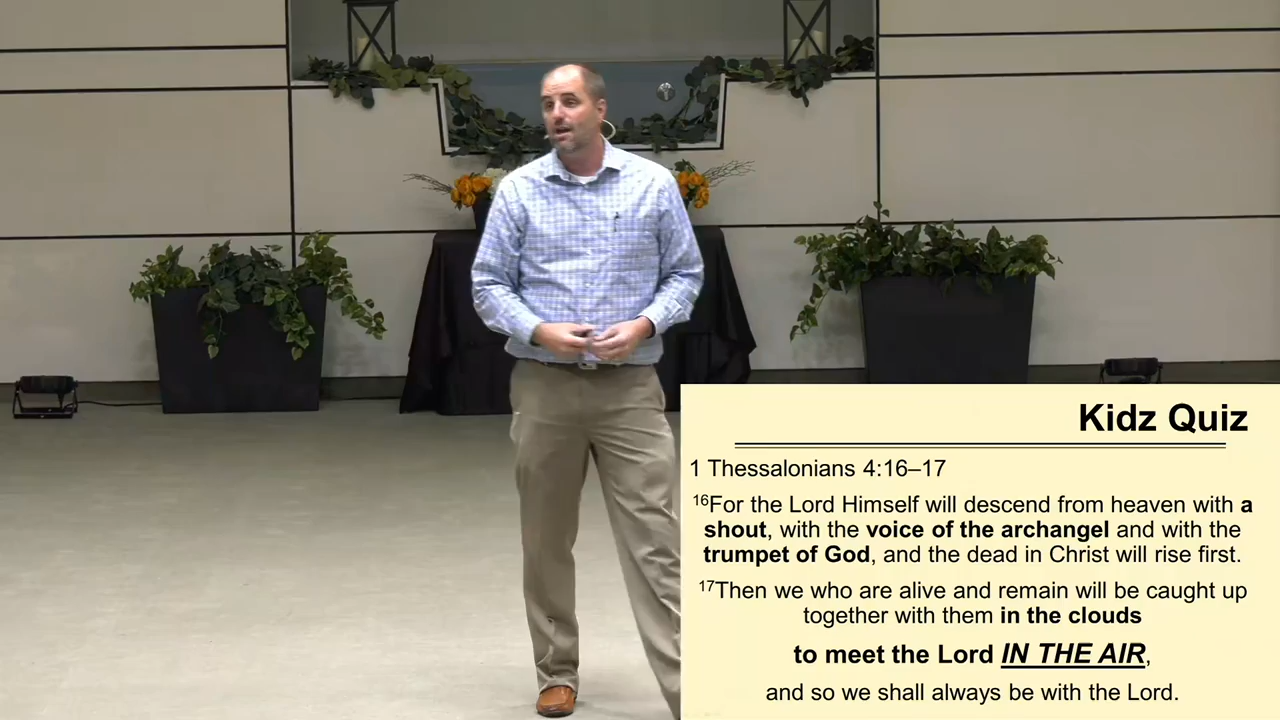 Kidz Quiz
1 Thessalonians 4:16–17
16For the Lord Himself will descend from heaven with a
shout, with the voice of the archangel and with the
trumpet of God, and the dead in Christ will rise first.
17Then we who are alive and remain will be caught up
together with them in the clouds
to meet the Lord IN THE AIR,
and so we shall always be with the Lord.